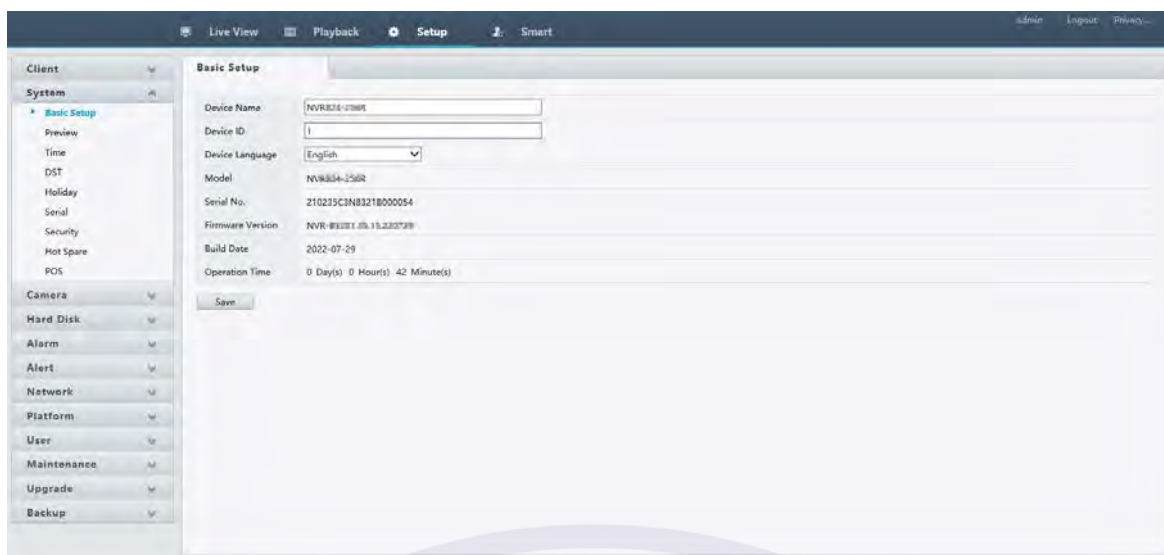 Live View Playback Setup Smart admin Logout Privacy...
Client
System
Basic Setup
Preview
Time
DST
Holiday
Serial
Security
Hot Spare
POS
Camera
Hard Disk
Alarm
Alert
Network
Platform
User
Maintenance
Upgrade
Backup
Basic Setup
Device Name
Device ID 1
Device Language English
Model
Serial No. 210235C3N83218000054
Firmware Version
Build Date 2022-07-29
Operation Time 0 Day(s) 0 Hour(s) 42 Minute(s)
Save